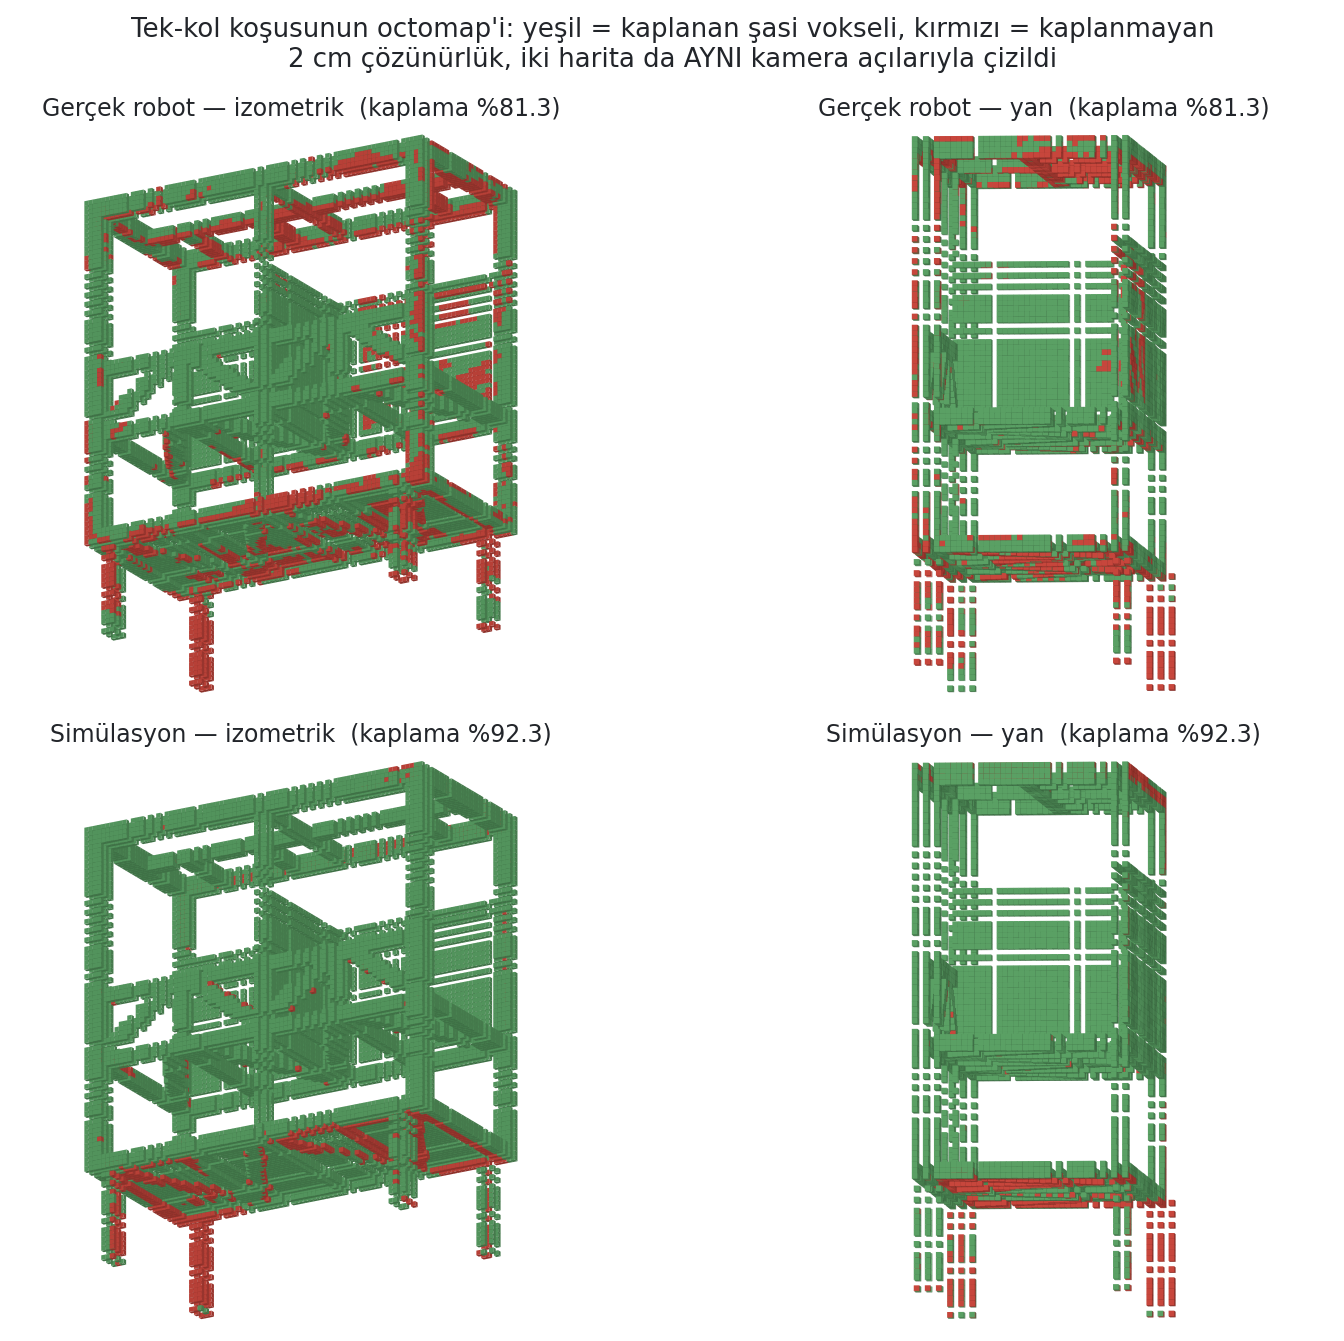 Tek-kol koşusunun octomap'i: yeşil = kaplanan şasi vokseli, kırmızı = kaplanmayan
2 cm çözünürlük, iki harita da AYNI kamera açılarıyla çizildi
Gerçek robot — izometrik  (kaplama %81.3)
Gerçek robot — yan  (kaplama %81.3)
Simülasyon — izometrik  (kaplama %92.3)
Simülasyon — yan  (kaplama %92.3)